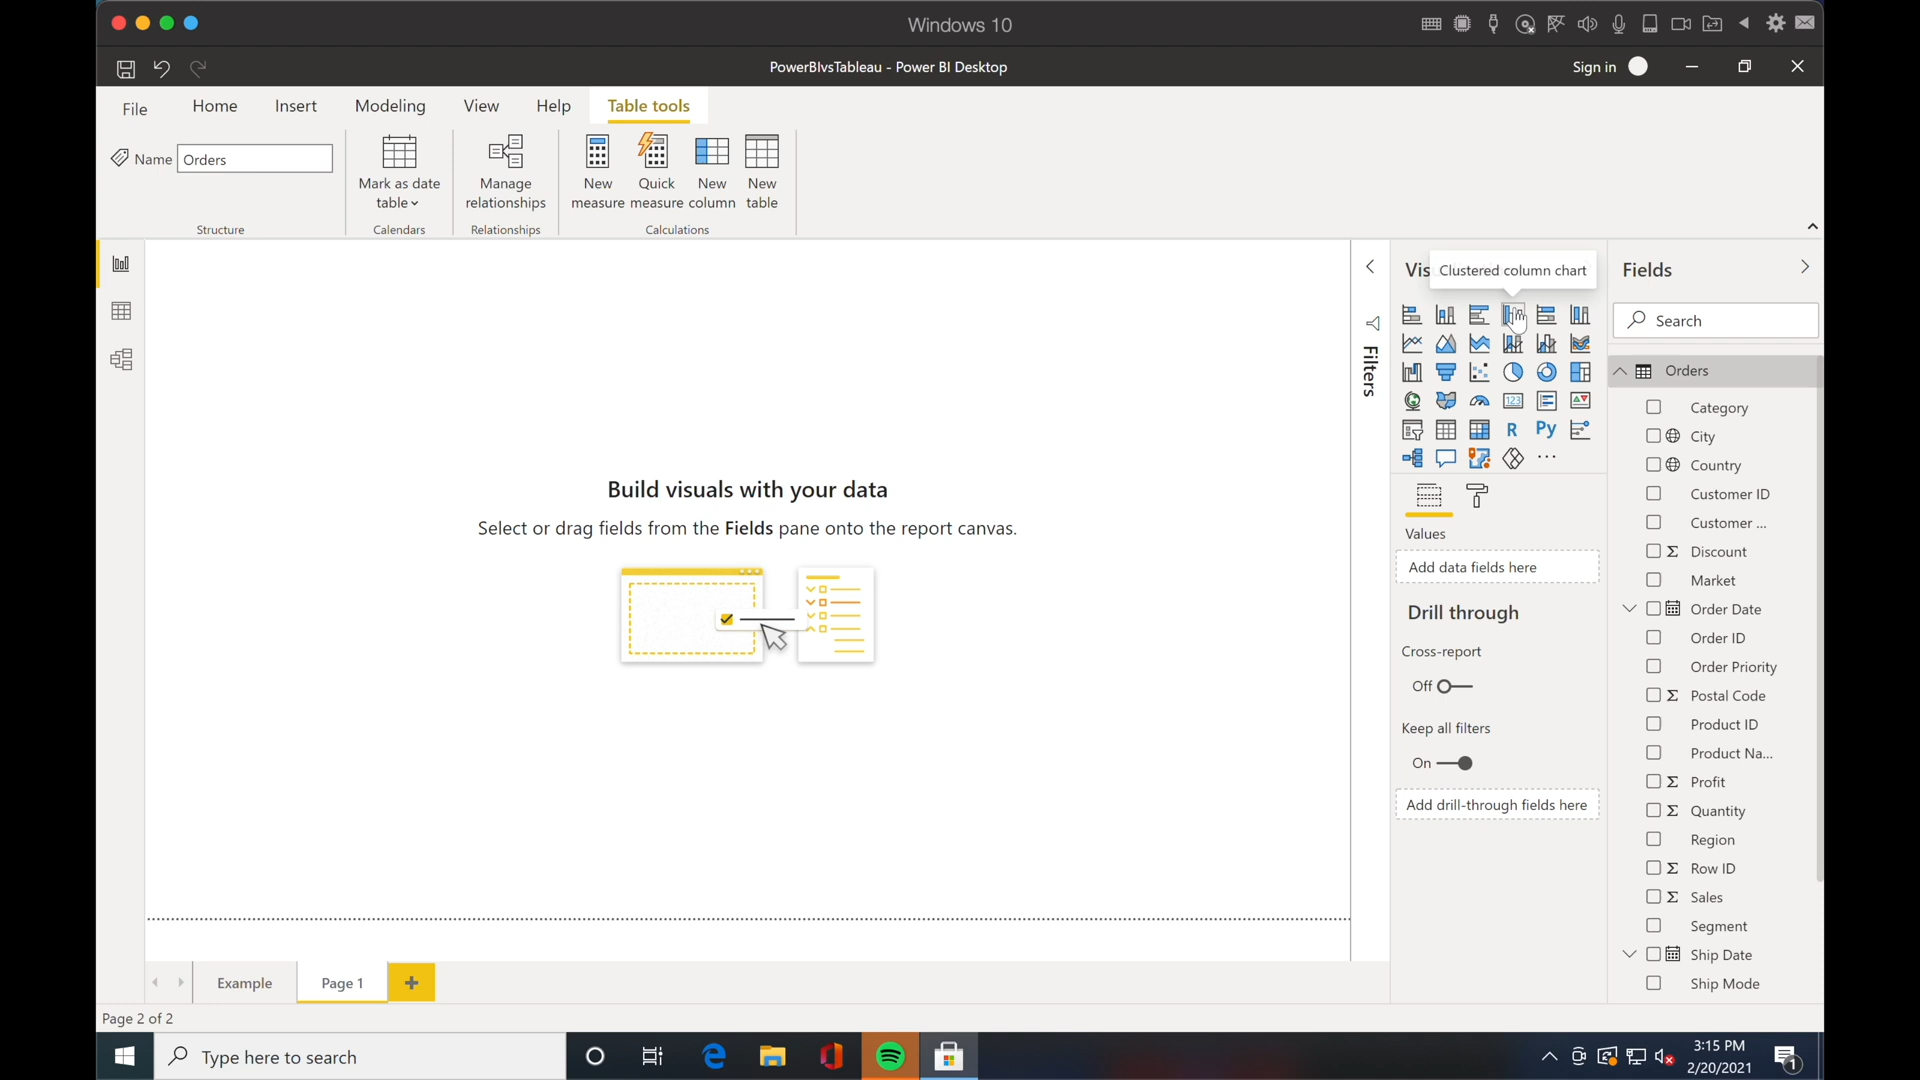 Windows 10
PowerBIvsTableau - Power BI Desktop
Sign in
File
Home
Insert
Modeling
View
Help
Table tools
Name
Orders
Mark as date
table
New
measure
Quick
measure
New
column
New
table
Manage
relationships
Structure
Calendars
Relationships
Calculations
Vis
Clustered column chart
Fields
Search
Filters
123
R
Py
Orders
Category
City
Country
Customer ID
Customer ...
Discount
Market
Order Date
Order ID
Order Priority
Postal Code
Product ID
Product Na...
Profit
Quantity
Region
Row ID
Sales
Segment
Ship Date
Ship Mode
Values
Add data fields here
Drill through
Cross-report
Off
Keep all filters
On
Add drill-through fields here
Build visuals with your data
Select or drag fields from the Fields pane onto the report canvas.
Example
Page 1
Page 2 of 2
Type here to search
3:15 PM
2/20/2021
1